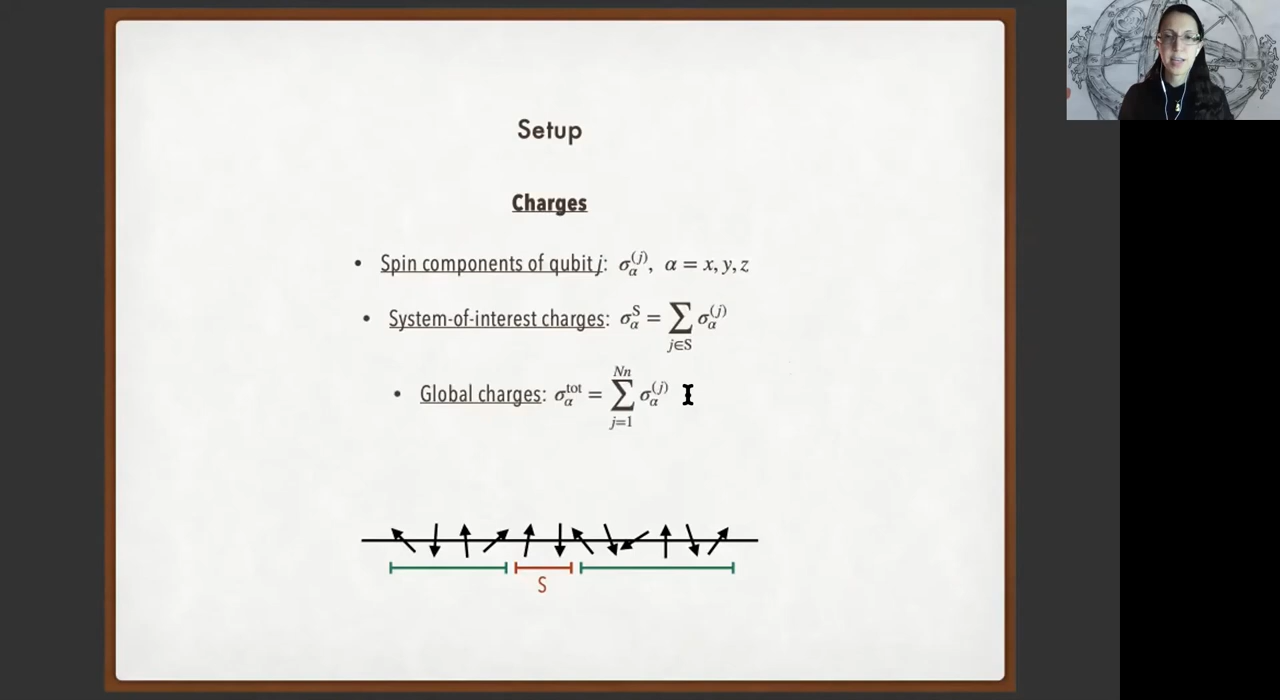 Setup
Charges
• Spin components of qubit j: σ_α^(j), α = x, y, z
• System-of-interest charges: σ_α^S = ∑_{j∈S} σ_α^(j)
• Global charges: σ_α^tot = ∑_{j=1}^{Nn} σ_α^(j)
S